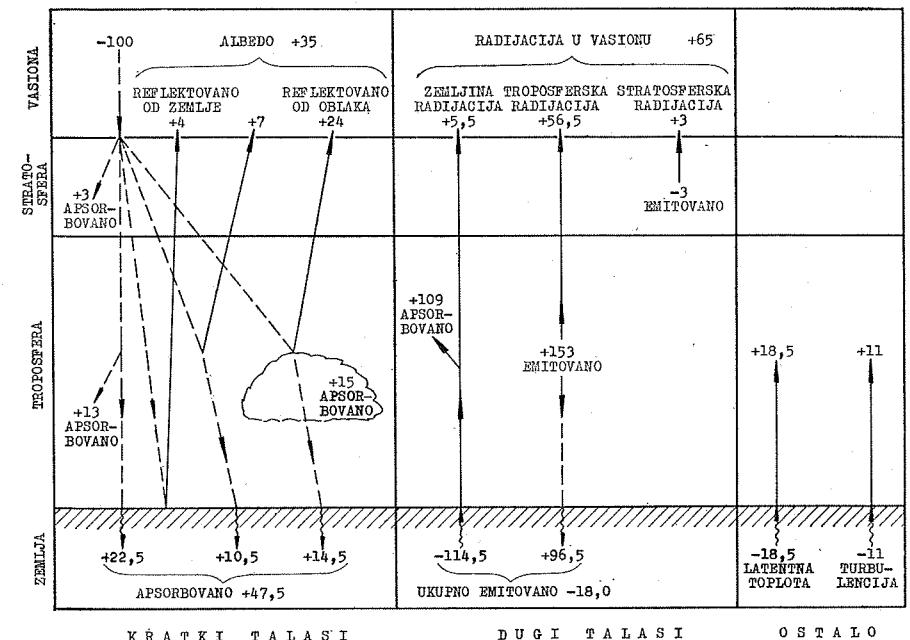 VASIONA
-100
ALBEDO +35
REFLEKTOVANO
OD ZEMLJE
+4
+7
REFLEKTOVANO
OD OBLAKA
+24
RADIJACIJA U VASIONU +65
ZEMLJINA
RADIJACIJA
+5,5
TROPOSFERSKA
RADIJACIJA
+56,5
STRATOSFERSKA
RADIJACIJA
+3
STRATO-
SFERA
+3
APSOR-
BOVANO
-3
EMITOVANO
TROPOSFERA
+13
APSOR-
BOVANO
+15
APSOR-
BOVANO
+109
APSOR-
BOVANO
+153
EMITOVANO
+18,5
+11
ZEMLJA
+22,5
+10,5
+14,5
APSORBOVANO +47,5
-114,5
+96,5
UKUPNO EMITOVANO -18,0
-18,5
LATENTNA
TOPLOTA
-11
TURBU-
LENCIJA
KRATKI TALASI
DUGI TALASI
OSTALO